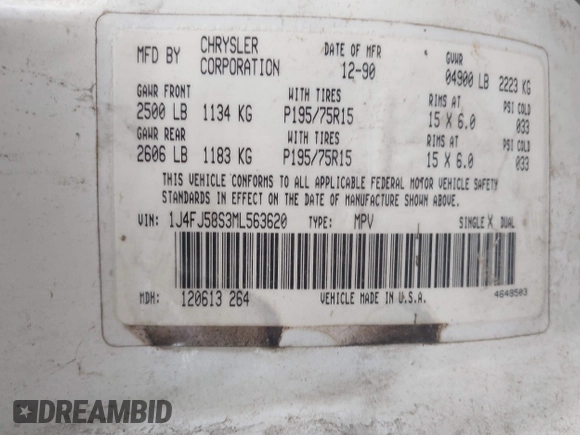 MFD BY CHRYSLER CORPORATION DATE OF MFR 12-90 GVWR 04900 LB 2223 KG
GAWR FRONT WITH TIRES RIMS AT PSI COLD
2500 LB 1134 KG P195/75R15 15 X 6.0 033
GAWR REAR WITH TIRES RIMS AT PSI COLD
2606 LB 1183 KG P195/75R15 15 X 6.0 033
THIS VEHICLE CONFORMS TO ALL APPLICABLE FEDERAL MOTOR VEHICLE SAFETY
STANDARDS IN EFFECT ON THE DATE OF MANUFACTURE SHOWN ABOVE.
VIN: 1J4FJ58S3ML563620 TYPE: MPV SINGLE X DUAL
MDH: 120613 264 VEHICLE MADE IN U.S.A. 4648503
DREAMBID